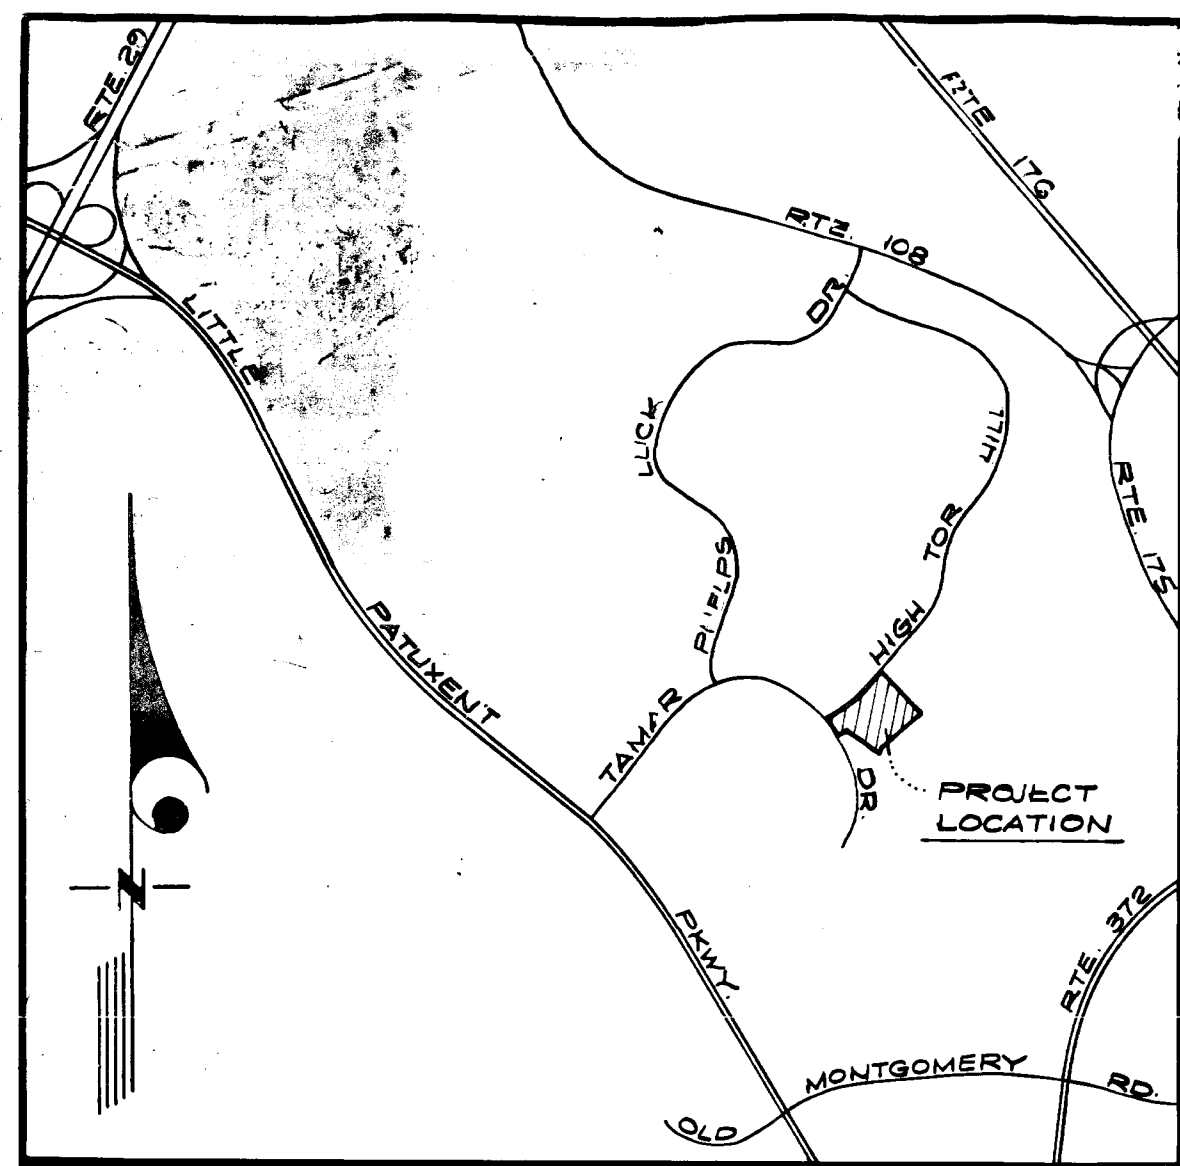 RTE. 29
RTE 176
RTE. 108
LITTLE PATUXENT PKWY.
PHELPS LUCK DR.
HIGH TOR HILL
RTE. 175
TAMAR DR.
PROJECT
LOCATION
N
RTE. 372
OLD MONTGOMERY RD.